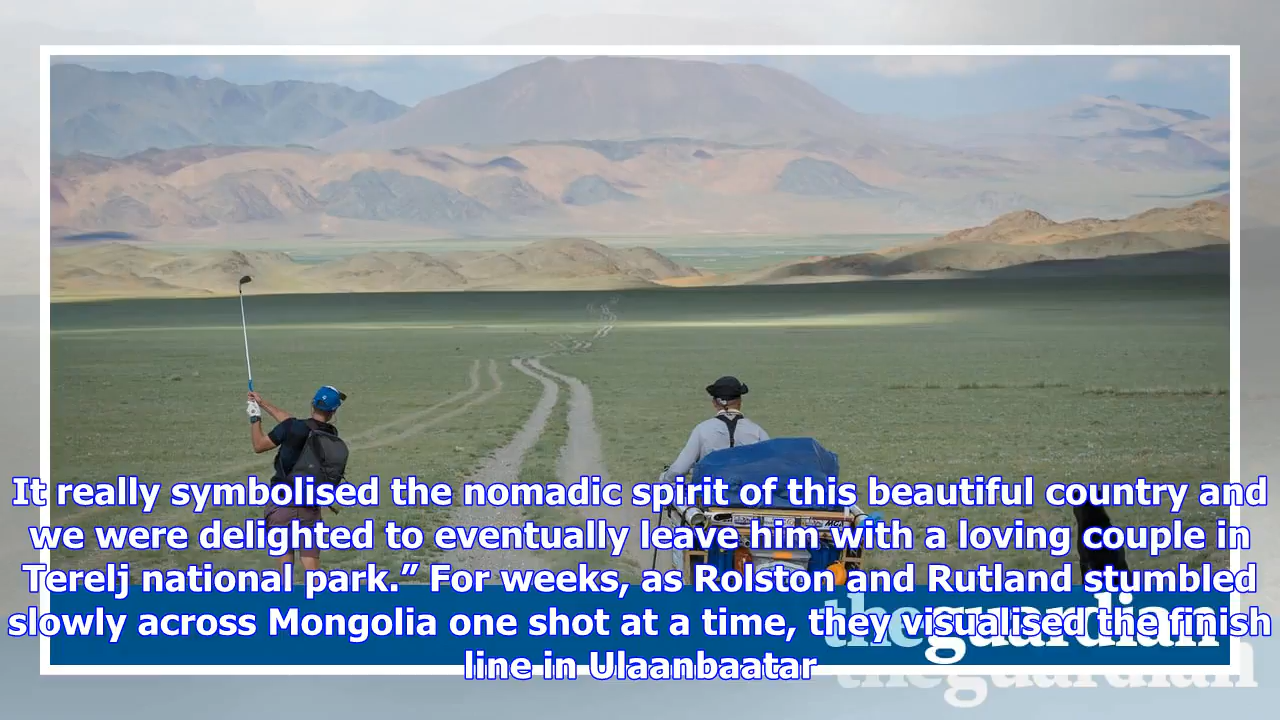 It really symbolised the nomadic spirit of this beautiful country and
we were delighted to eventually leave him with a loving couple in
Terelj national park.” For weeks, as Rolston and Rutland stumbled
slowly across Mongolia one shot at a time, they visualised the finish
line in Ulaanbaatar
theguardian
theguardian